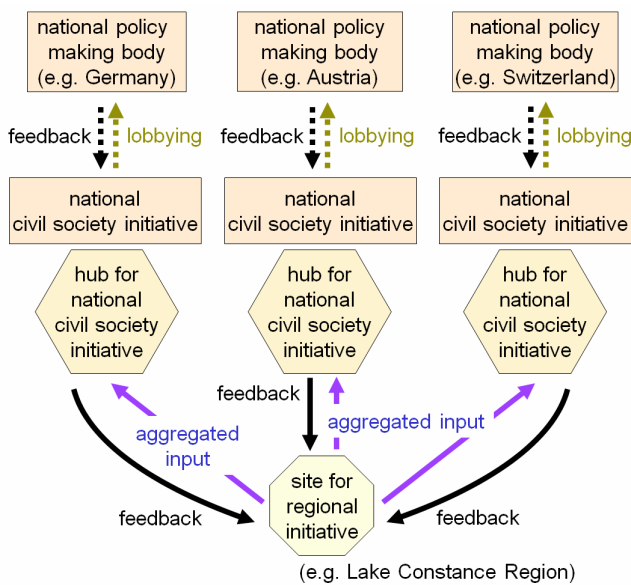 national policy
making body
(e.g. Germany)
national policy
making body
(e.g. Austria)
national policy
making body
(e.g. Switzerland)
feedback
lobbying
feedback
lobbying
feedback
lobbying
national
civil society initiative
national
civil society initiative
national
civil society initiative
hub for
national
civil society
initiative
hub for
national
civil society
initiative
hub for
national
civil society
initiative
feedback
aggregated
input
aggregated input
site for
regional
initiative
feedback
feedback
(e.g. Lake Constance Region)